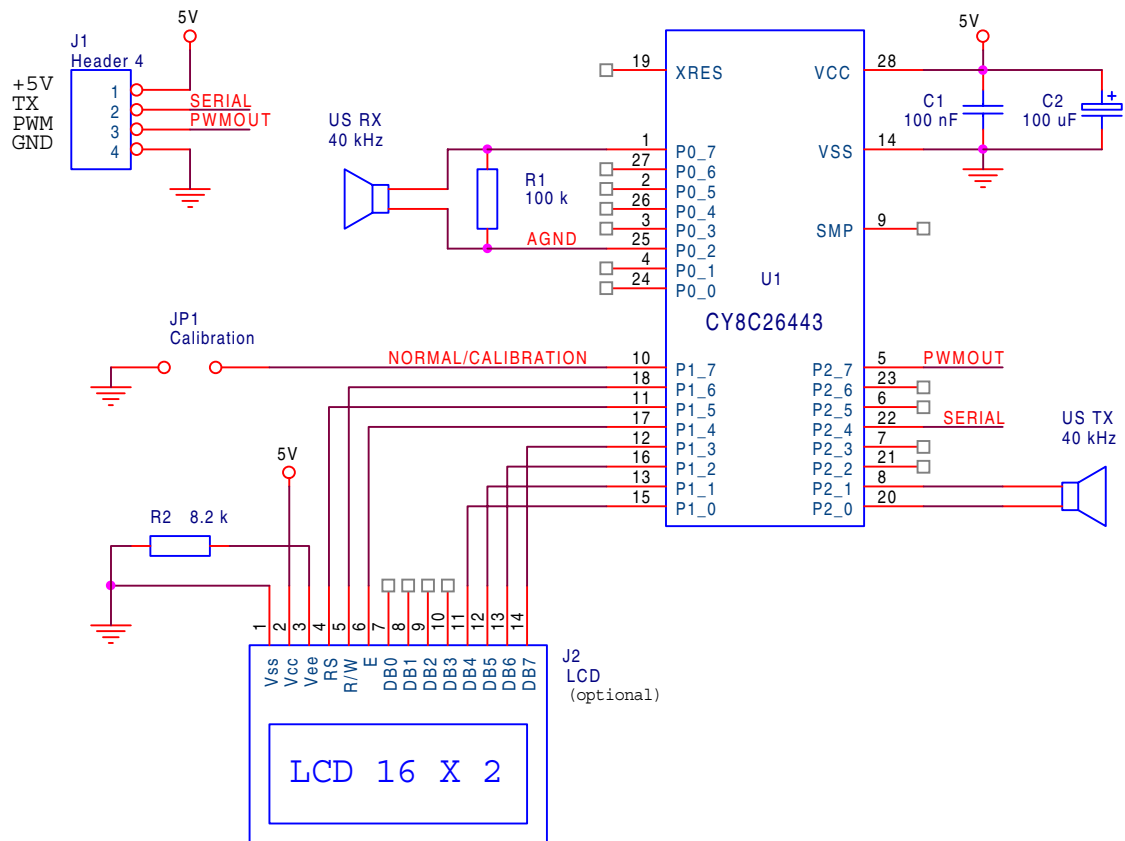 J1
Header 4
5V
+5V
TX
PWM
GND
1
2
3
4
SERIAL
PWMOUT
US RX
40 kHz
R1
100 k
AGND
JP1
Calibration
NORMAL/CALIBRATION
19 XRES
1 P0_7
27 P0_6
2 P0_5
26 P0_4
3 P0_3
25 P0_2
4 P0_1
24 P0_0
U1
CY8C26443
10 P1_7
18 P1_6
11 P1_5
17 P1_4
12 P1_3
16 P1_2
13 P1_1
15 P1_0
VCC 28
VSS 14
SMP 9
P2_7 5 PWMOUT
P2_6 23
P2_5 6
P2_4 22 SERIAL
P2_3 7
P2_2 21
P2_1 8
P2_0 20
5V
C1
100 nF
C2
100 uF
+
US TX
40 kHz
5V
R2 8.2 k
1 2 3 4 5 6 7 8 9 10 11 12 13 14
Vss Vcc Vee RS R/W E DB0 DB1 DB2 DB3 DB4 DB5 DB6 DB7
J2
LCD
(optional)
LCD 16 X 2